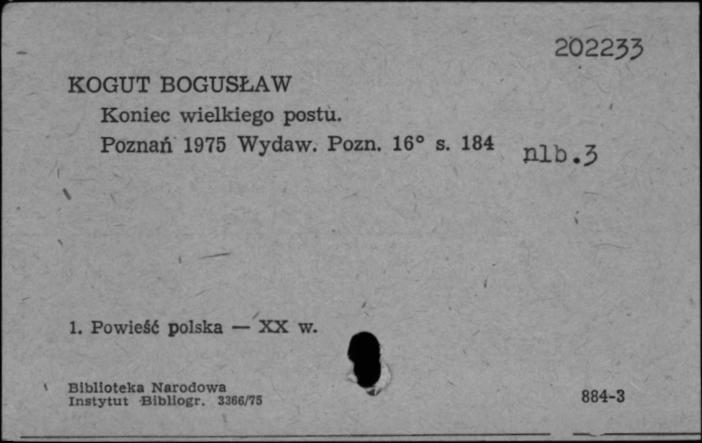 202233
KOGUT BOGUSŁAW
Koniec wielkiego postu.
Poznań 1975 Wydaw. Pozn. 16° s. 184 nlb.3
1. Powieść polska — XX w.
Biblioteka Narodowa
Instytut Bibliogr. 3366/75
884-3